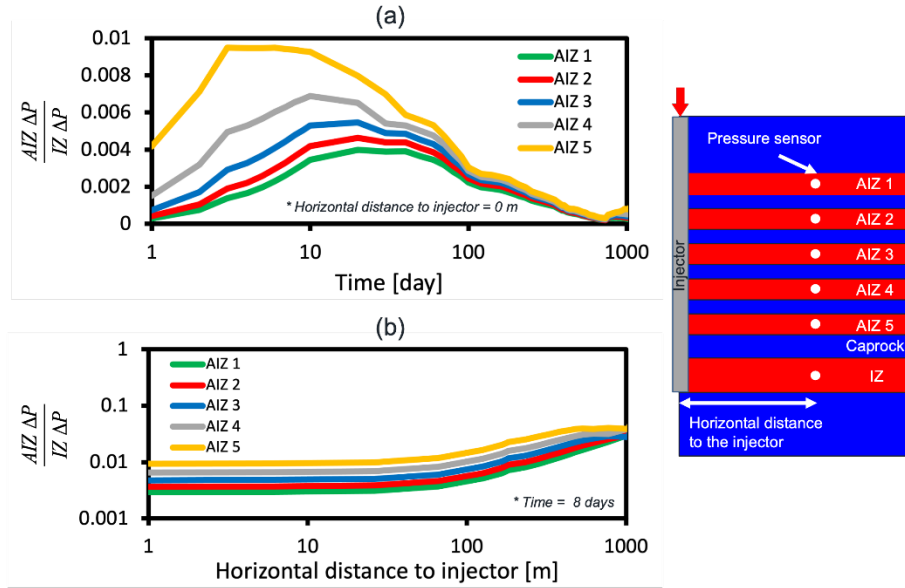 (a)
AIZ ΔP
IZ ΔP
0.01
0.008
0.006
0.004
0.002
0
AIZ 1
AIZ 2
AIZ 3
AIZ 4
AIZ 5
* Horizontal distance to injector = 0 m
1
10
100
1000
Time [day]
(b)
AIZ ΔP
IZ ΔP
1
0.1
0.01
0.001
AIZ 1
AIZ 2
AIZ 3
AIZ 4
AIZ 5
* Time = 8 days
1
10
100
1000
Horizontal distance to injector [m]
Injector
Pressure sensor
AIZ 1
AIZ 2
AIZ 3
AIZ 4
AIZ 5
Caprock
IZ
Horizontal distance
to the injector